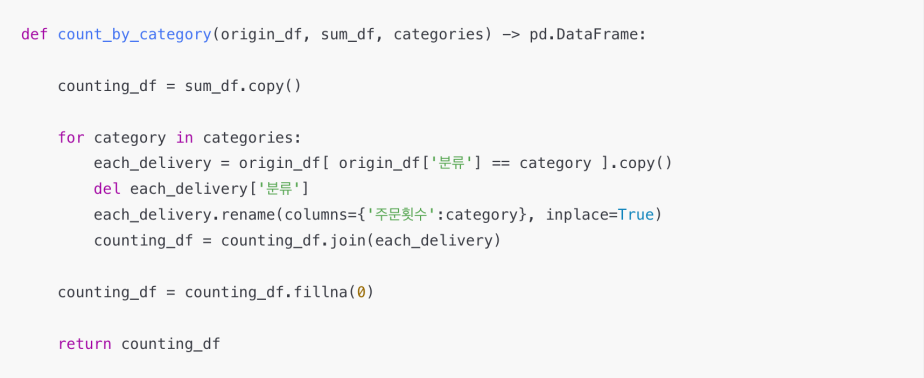 def count_by_category(origin_df, sum_df, categories) -> pd.DataFrame:
counting_df = sum_df.copy()
for category in categories:
each_delivery = origin_df[ origin_df['분류'] == category ].copy()
del each_delivery['분류']
each_delivery.rename(columns={'주문횟수':category}, inplace=True)
counting_df = counting_df.join(each_delivery)
counting_df = counting_df.fillna(0)
return counting_df